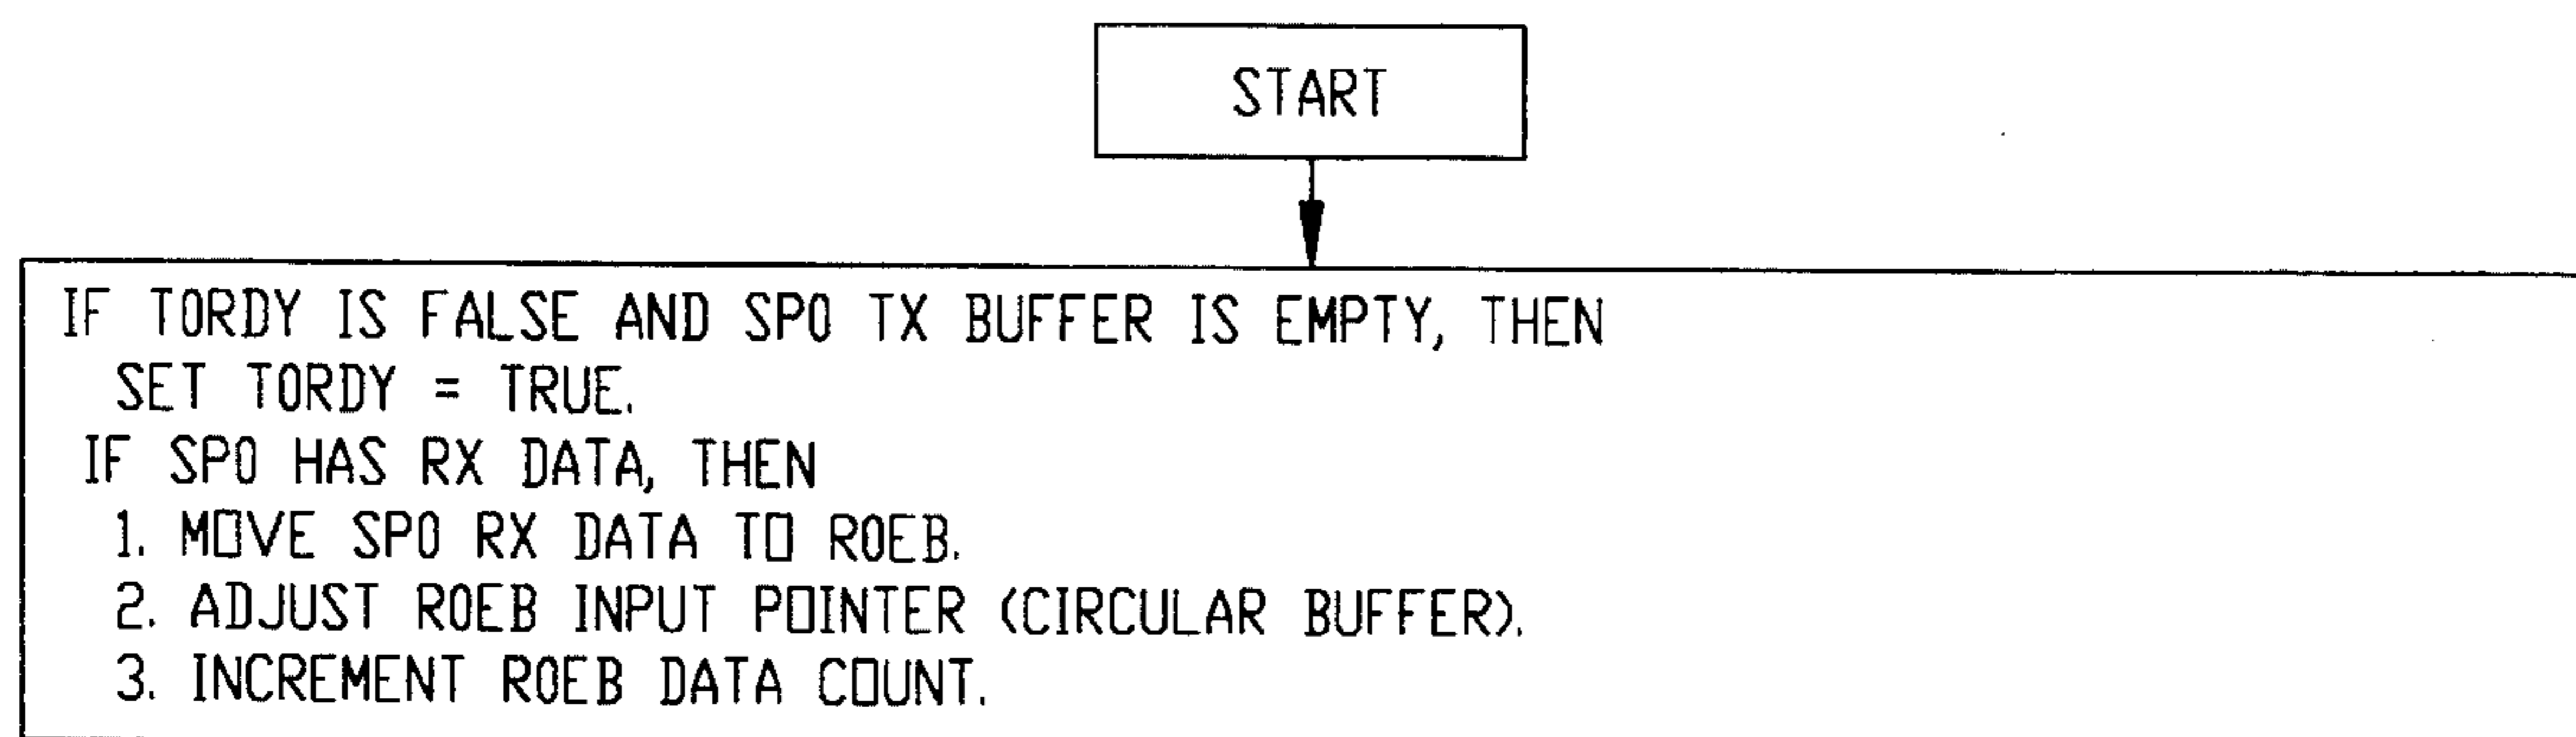 START
IF T0RDY IS FALSE AND SP0 TX BUFFER IS EMPTY, THEN
SET T0RDY = TRUE.
IF SP0 HAS RX DATA, THEN
1. MOVE SP0 RX DATA TO R0EB.
2. ADJUST R0EB INPUT POINTER (CIRCULAR BUFFER).
3. INCREMENT R0EB DATA COUNT.